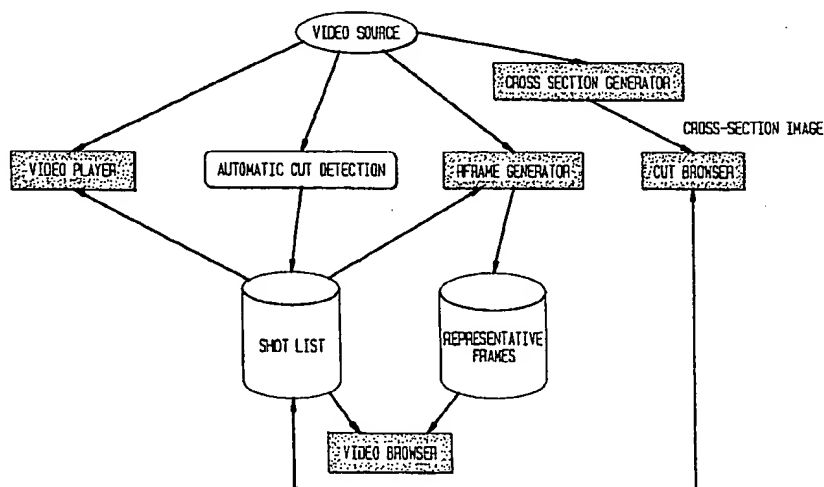 VIDEO SOURCE
CROSS SECTION GENERATOR
CROSS-SECTION IMAGE
VIDEO PLAYER
AUTOMATIC CUT DETECTION
RFRAME GENERATOR
CUT BROWSER
SHOT LIST
REPRESENTATIVE
FRAMES
VIDEO BROWSER